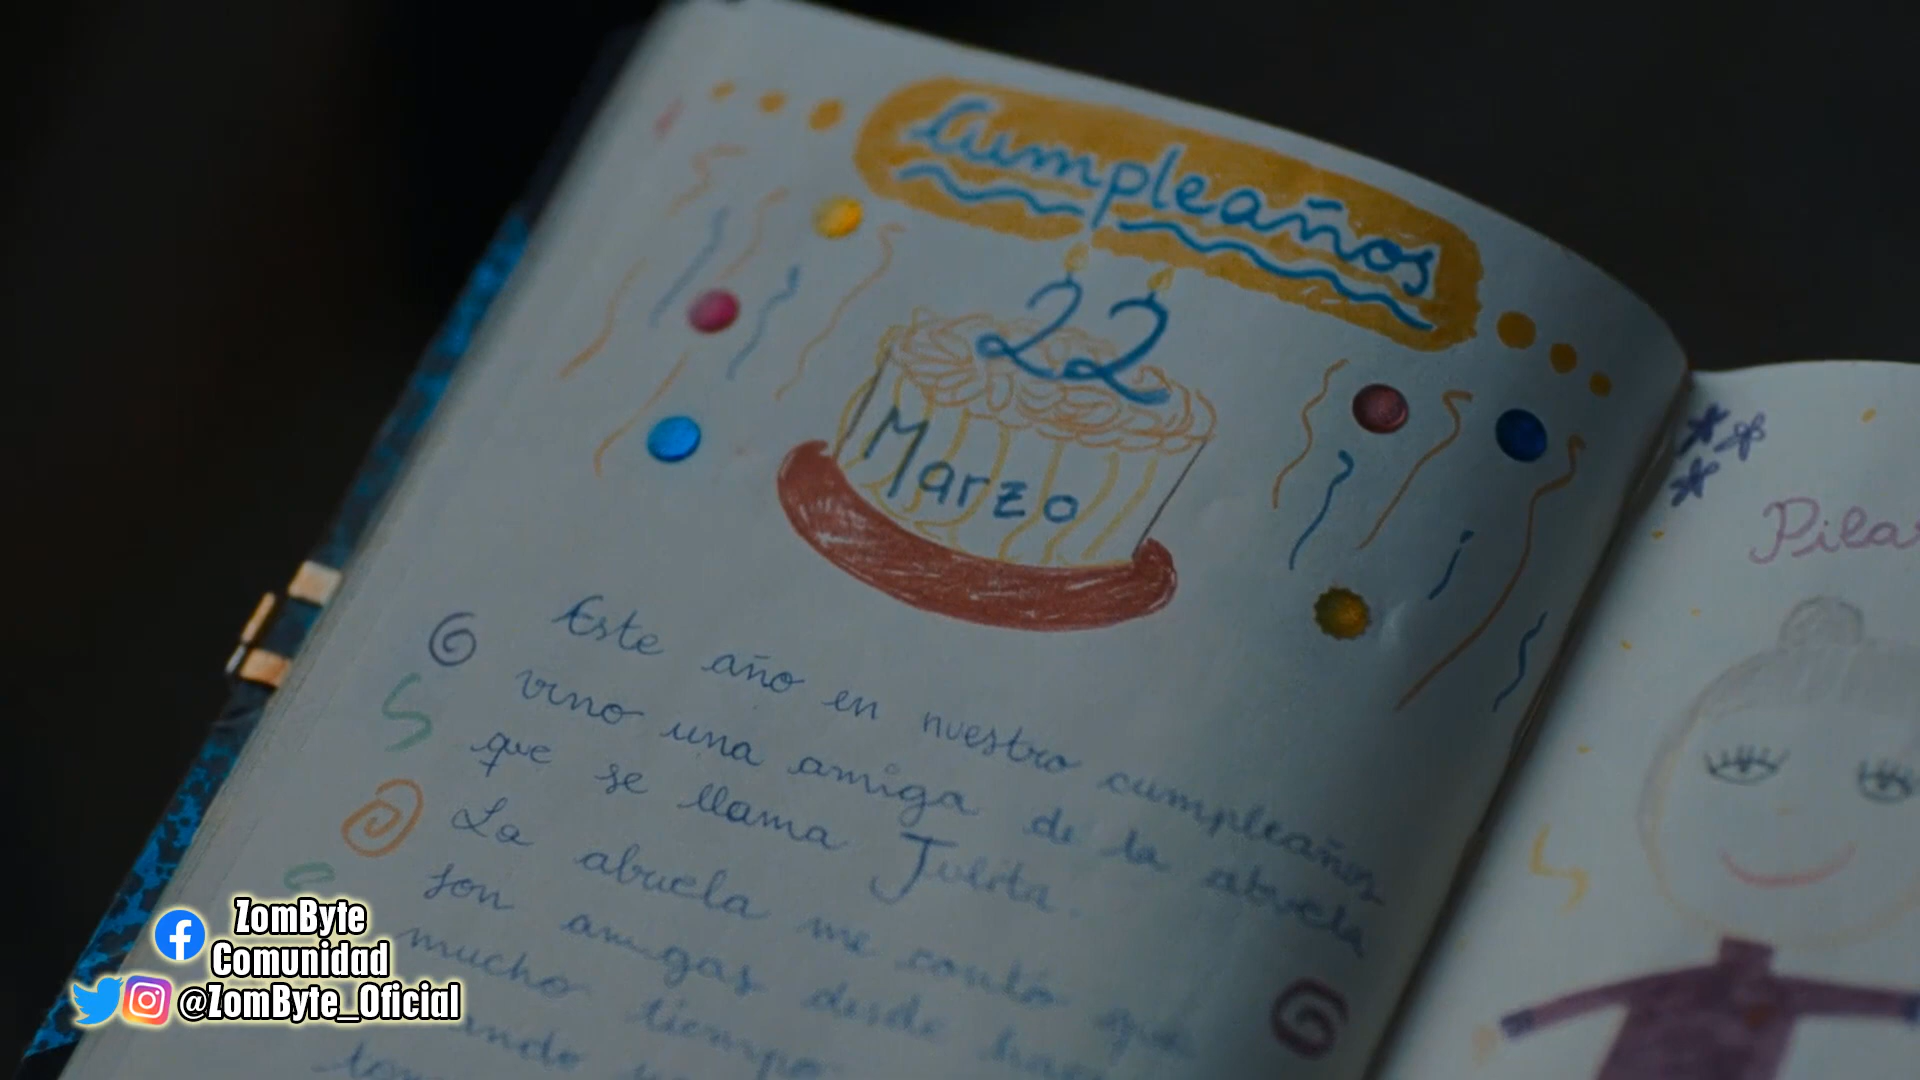 Cumpleaños
22
Marzo
Este año en nuestro cumpleaños
vino una amiga de la abuela
que se llama Julita.
La abuela me contó que
son amigas desde hace
mucho tiempo
Pila
ZomByte
Comunidad
@ZomByte_Oficial